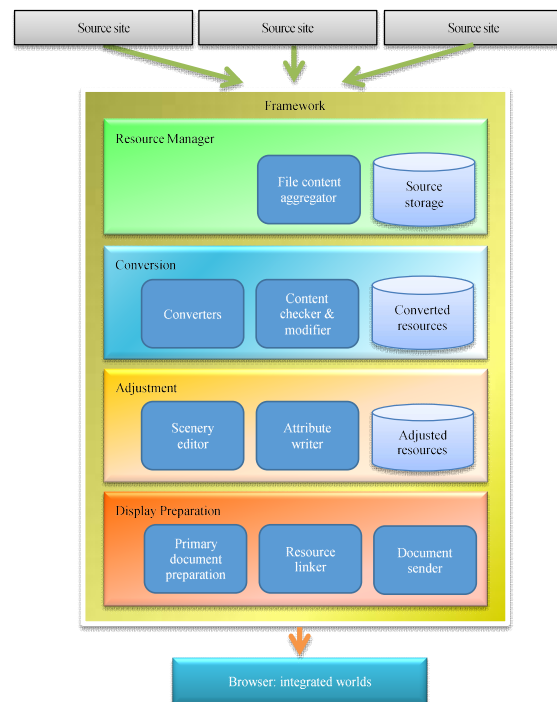 Source site
Source site
Source site
Framework
Resource Manager
File content
aggregator
Source
storage
Conversion
Converters
Content
checker &
modifier
Converted
resources
Adjustment
Scenery
editor
Attribute
writer
Adjusted
resources
Display Preparation
Primary
document
preparation
Resource
linker
Document
sender
Browser: integrated worlds